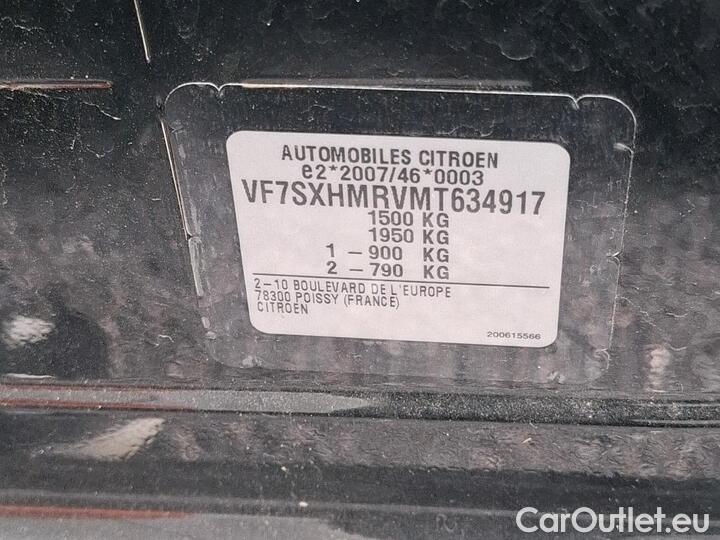 AUTOMOBILES CITROEN
e2*2007/46*0003
VF7SXHMRVMT634917
1500 KG
1950 KG
1 – 900 KG
2 – 790 KG
2–10 BOULEVARD DE L'EUROPE
78300 POISSY (FRANCE)
CITROEN
200615566
CarOutlet.eu